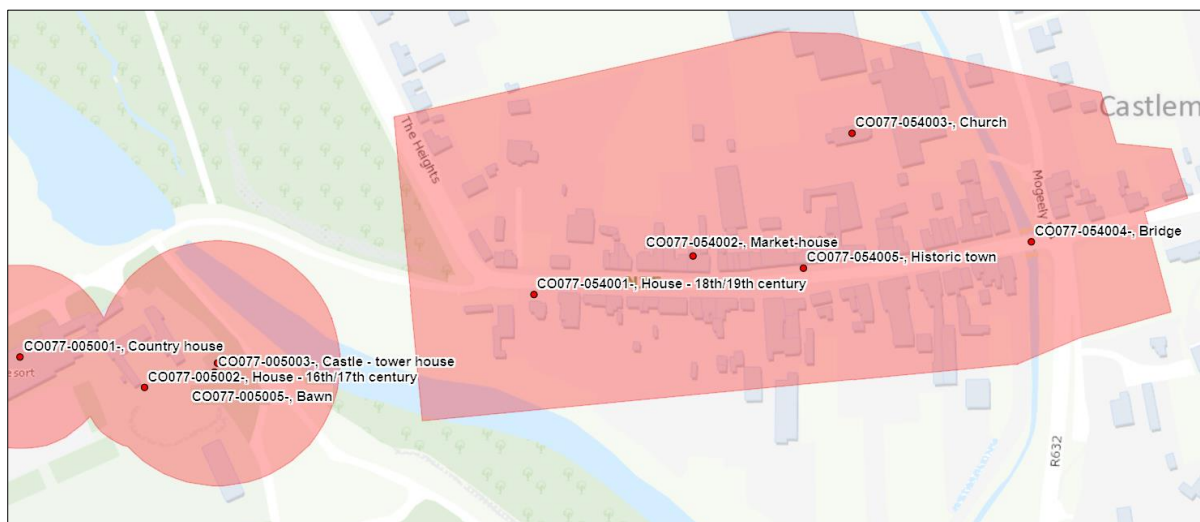 Castlem
CO077-054003-, Church
The Heights
Mogeely
CO077-054004-, Bridge
CO077-054002-, Market-house
CO077-054005-, Historic town
CO077-054001-, House - 18th/19th century
CO077-005001-, Country house
CO077-005003-, Castle - tower house
esort
CO077-005002-, House - 16th/17th century
CO077-005005-, Bawn
R632